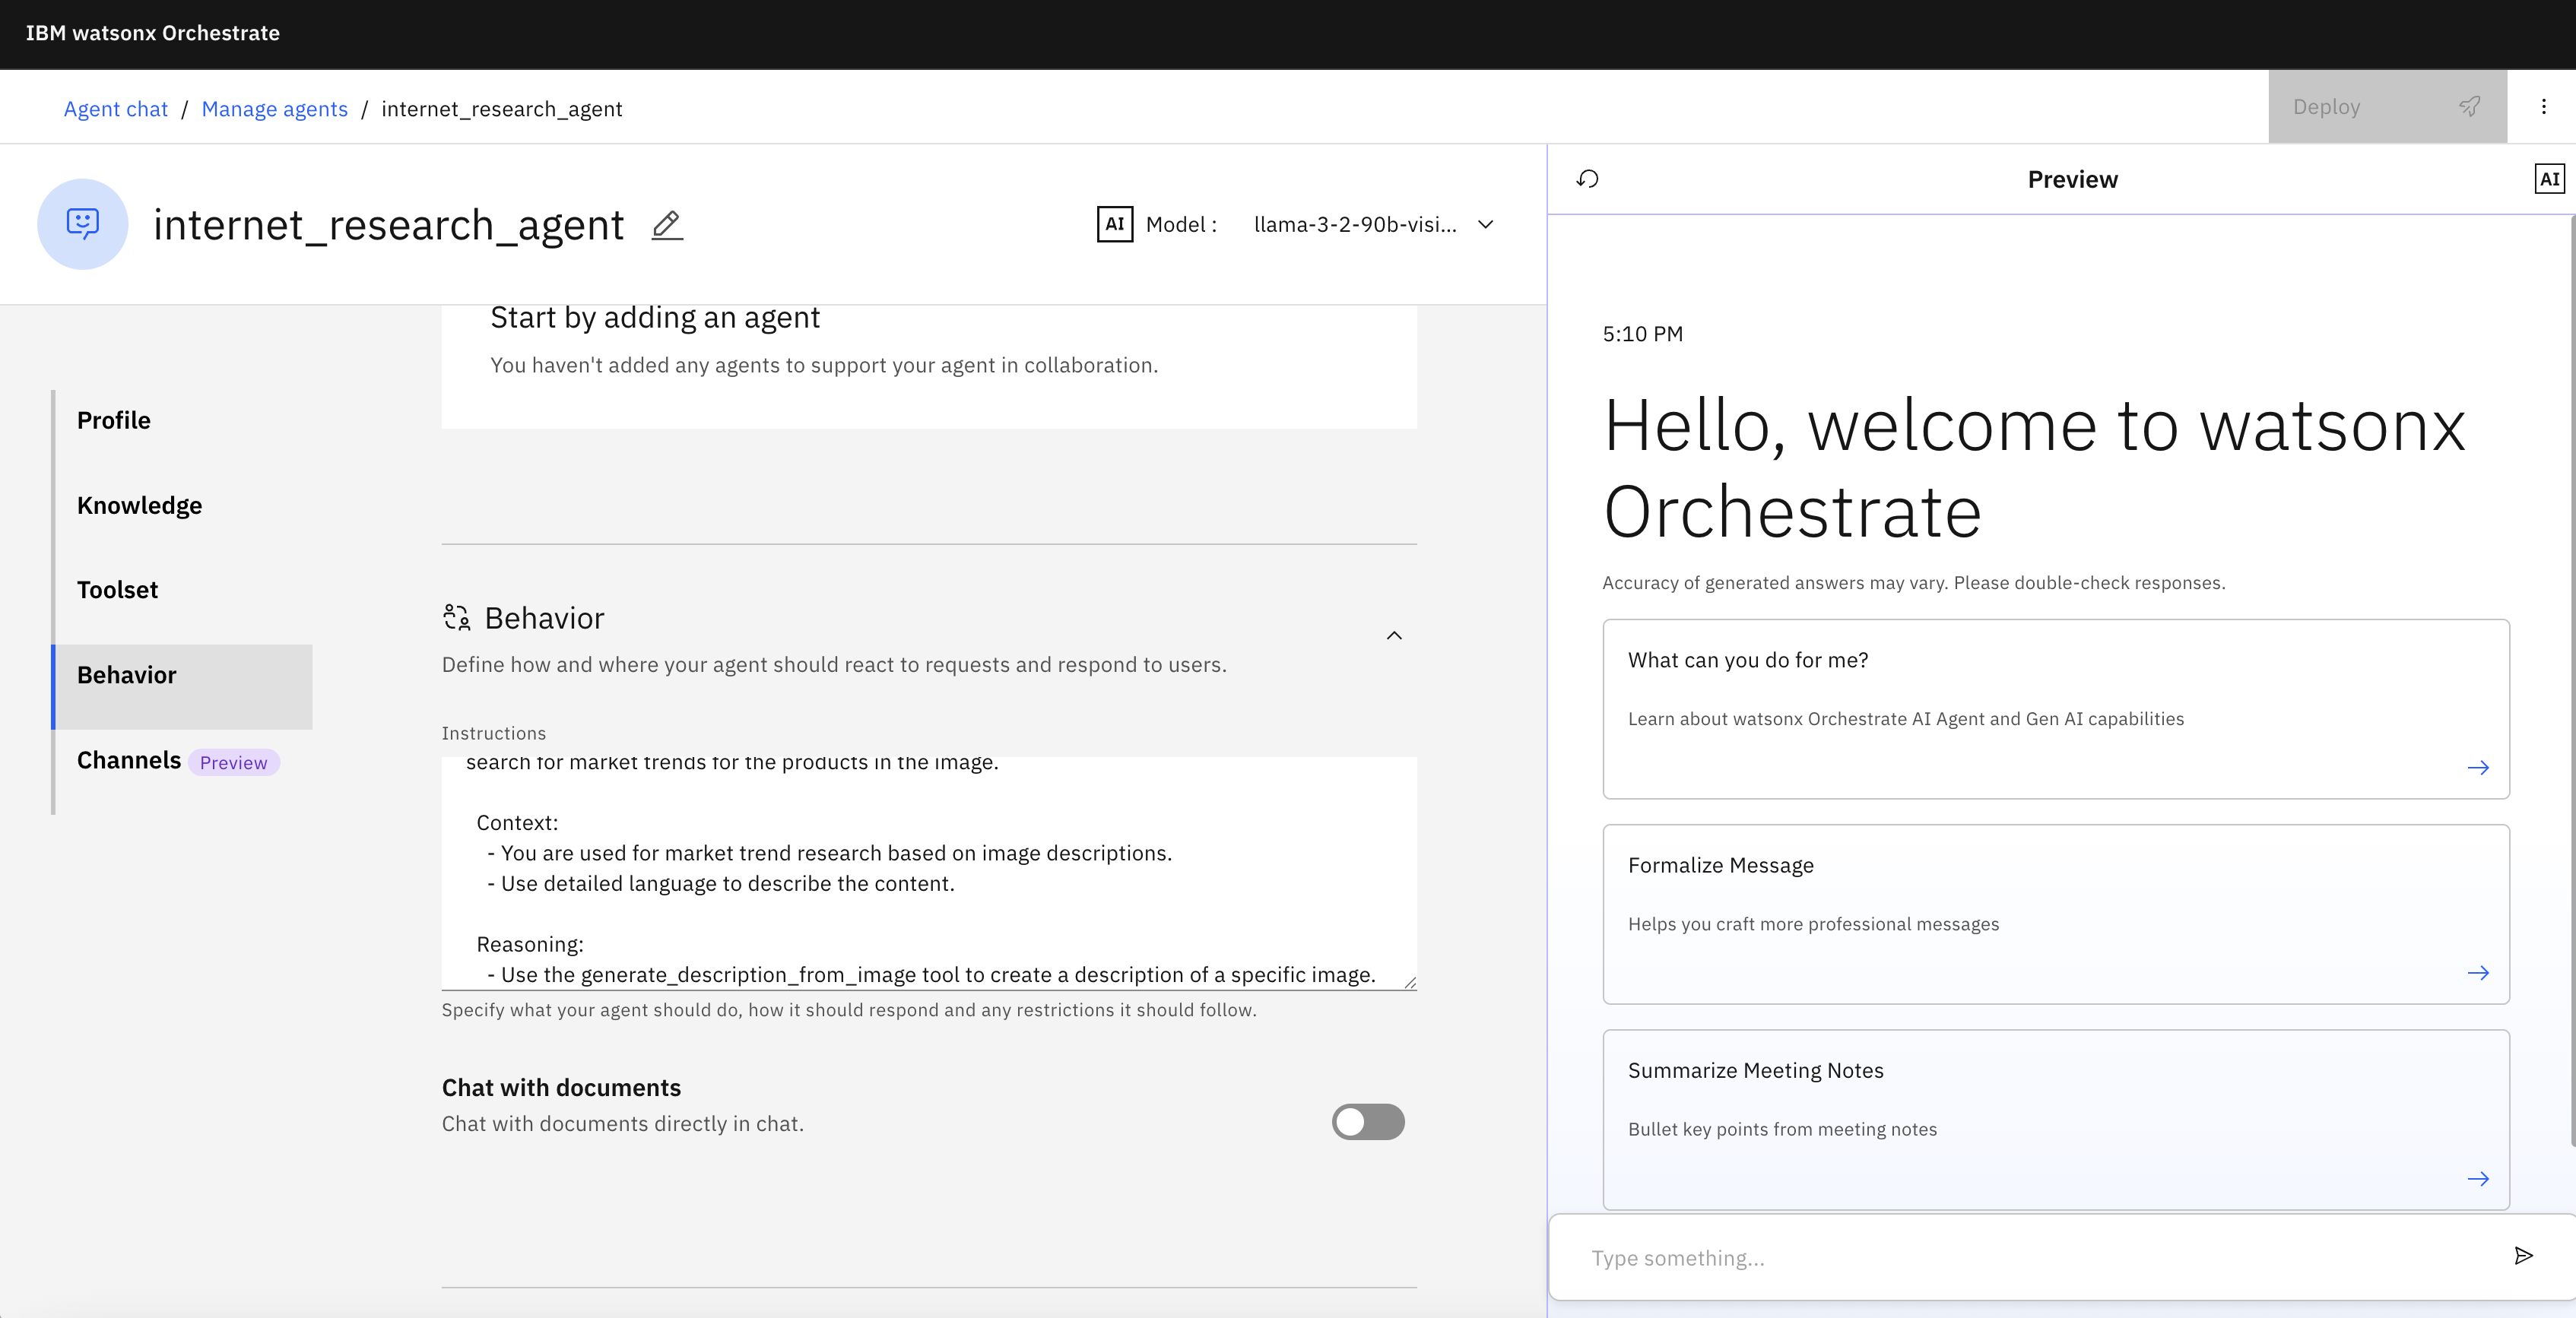 IBM watsonx Orchestrate
Agent chat / Manage agents / internet_research_agent
Deploy
internet_research_agent
AI Model : llama-3-2-90b-visi...
Start by adding an agent
You haven't added any agents to support your agent in collaboration.
Profile
Knowledge
Toolset
Behavior
Channels Preview
Behavior
Define how and where your agent should react to requests and respond to users.
Instructions
search for market trends for the products in the image.
Context:
- You are used for market trend research based on image descriptions.
- Use detailed language to describe the content.
Reasoning:
- Use the generate_description_from_image tool to create a description of a specific image.
Specify what your agent should do, how it should respond and any restrictions it should follow.
Chat with documents
Chat with documents directly in chat.
Preview
AI
5:10 PM
Hello, welcome to watsonx
Orchestrate
Accuracy of generated answers may vary. Please double-check responses.
What can you do for me?
Learn about watsonx Orchestrate AI Agent and Gen AI capabilities
Formalize Message
Helps you craft more professional messages
Summarize Meeting Notes
Bullet key points from meeting notes
Type something...